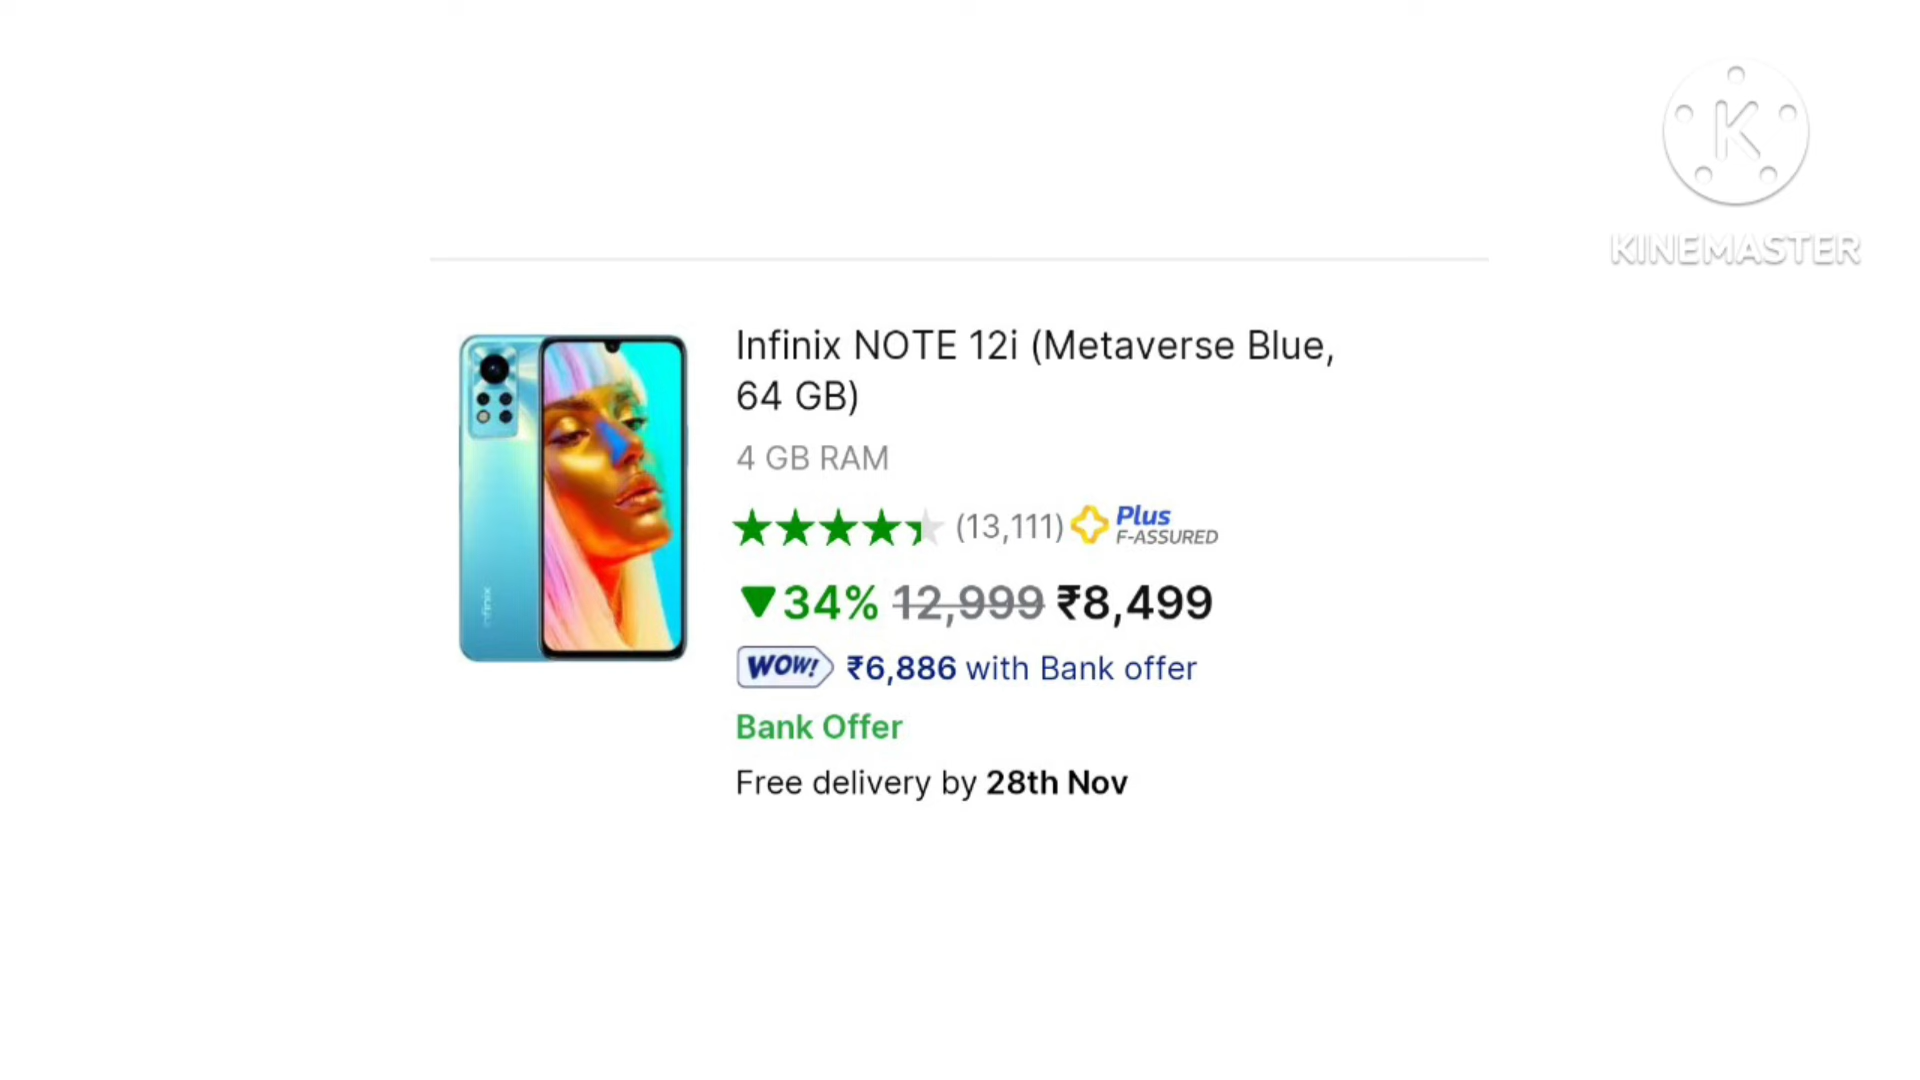 KINEMASTER
Infinix NOTE 12i (Metaverse Blue,
64 GB)
4 GB RAM
(13,111) Plus
F-ASSURED
34% 12,999 ₹8,499
WOW! ₹6,886 with Bank offer
Bank Offer
Free delivery by 28th Nov
Infinix